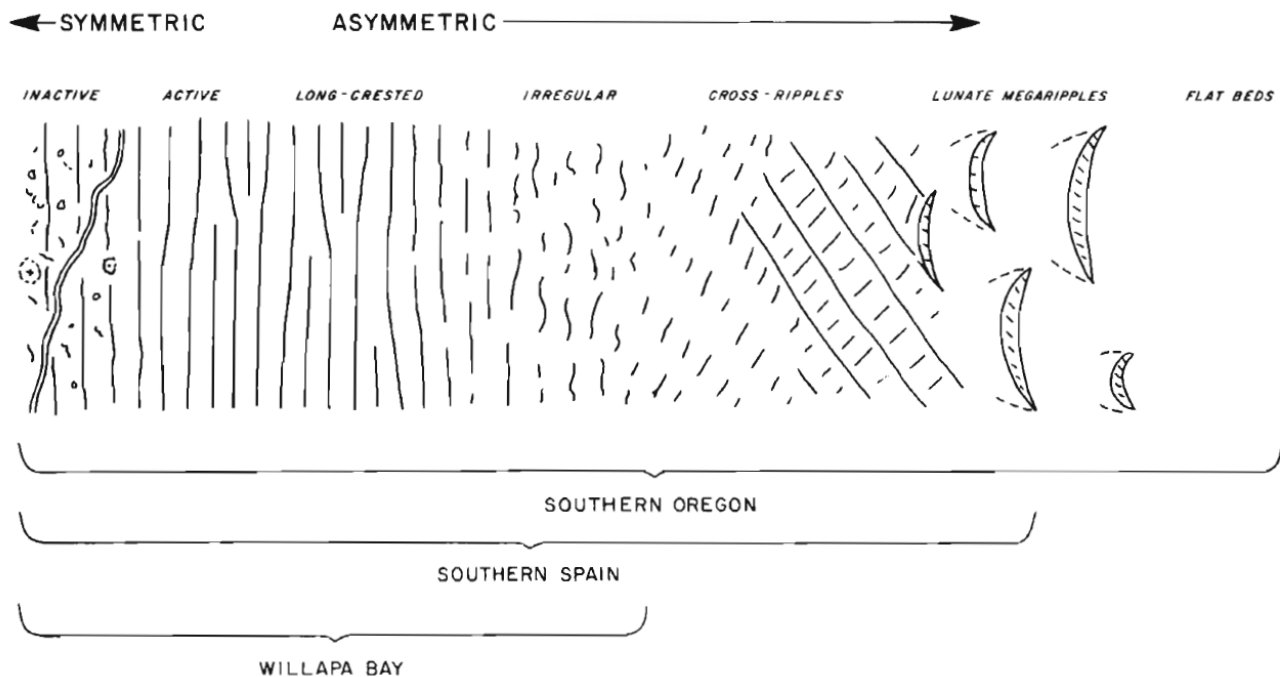 SYMMETRIC ASYMMETRIC
INACTIVE ACTIVE LONG-CRESTED IRREGULAR CROSS-RIPPLES LUNATE MEGARIPPLES FLAT BEDS
SOUTHERN OREGON
SOUTHERN SPAIN
WILLAPA BAY